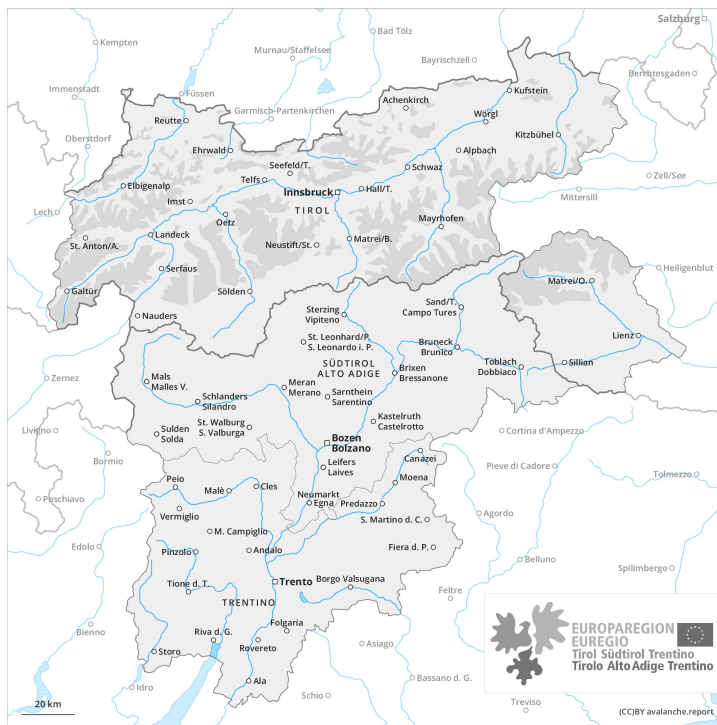 Salzburg
Bad Tölz
Kempten
Murnau/Staffelsee
Bayrischzell
Berchtesgaden
Immenstadt
Füssen
Achenkirch
Kufstein
Garmisch-Partenkirchen
Reutte
Wörgl
Oberstdorf
Kitzbühel
Ehrwald
Alpbach
Seefeld/T.
Schwaz
Telfs
Zell/See
Elbigenalp
Innsbruck
Hall/T.
Mittersill
Imst
TIROL
Lech
Oetz
Mayrhofen
Landeck
St. Anton/A.
Neustift/St.
Matrei/B.
Serfaus
Heiligenblut
Galtür
Sölden
Matrei/O.
Sand/T.
Campo Tures
Nauders
Sterzing
Vipiteno
Lienz
St. Leonhard/P.
S. Leonardo i. P.
Bruneck
Brunico
Toblach
Dobbiaco
Sillian
SÜDTIROL
ALTO ADIGE
Brixen
Bressanone
Zernez
Mals
Malles V.
Meran
Merano
Schlanders
Silandro
Sarnthein
Sarentino
St. Walburg
S. Valburga
Kastelruth
Castelrotto
Livigno
Sulden
Solda
Bozen
Bolzano
Cortina d'Ampezzo
Bormio
Canazei
Leifers
Laives
Pieve di Cadore
Tolmezzo
Peio
Malè
Cles
Moena
Poschiavo
Neumarkt
Egna
Predazzo
Vermiglio
S. Martino d. C.
Agordo
M. Campiglio
Edolo
Pinzolo
Andalo
Fiera d. P.
Belluno
Spilimbergo
Tione d. T.
Trento
Borgo Valsugana
Feltre
TRENTINO
Folgaria
Bienno
Riva d. G.
Rovereto
Asiago
Storo
Ala
Bassano d. G.
Idro
Schio
Treviso
EUROPAREGION
EUREGIO
Tirol Südtirol Trentino
Tirolo Alto Adige Trentino
20 km
(CC)BY avalanche.report